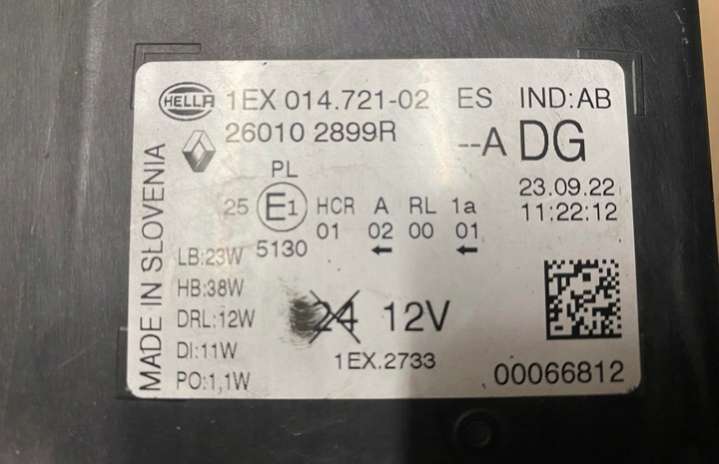 HELLA 1EX 014.721-02 ES IND:AB
26010 2899R --A DG
PL
23.09.22
11:22:12
25 E1 HCR A RL 1a
01 02 00 01
5130 ← ←
LB:23W
HB:38W
DRL:12W
DI:11W
PO:1,1W
24 12V
1EX.2733
00066812
MADE IN SLOVENIA